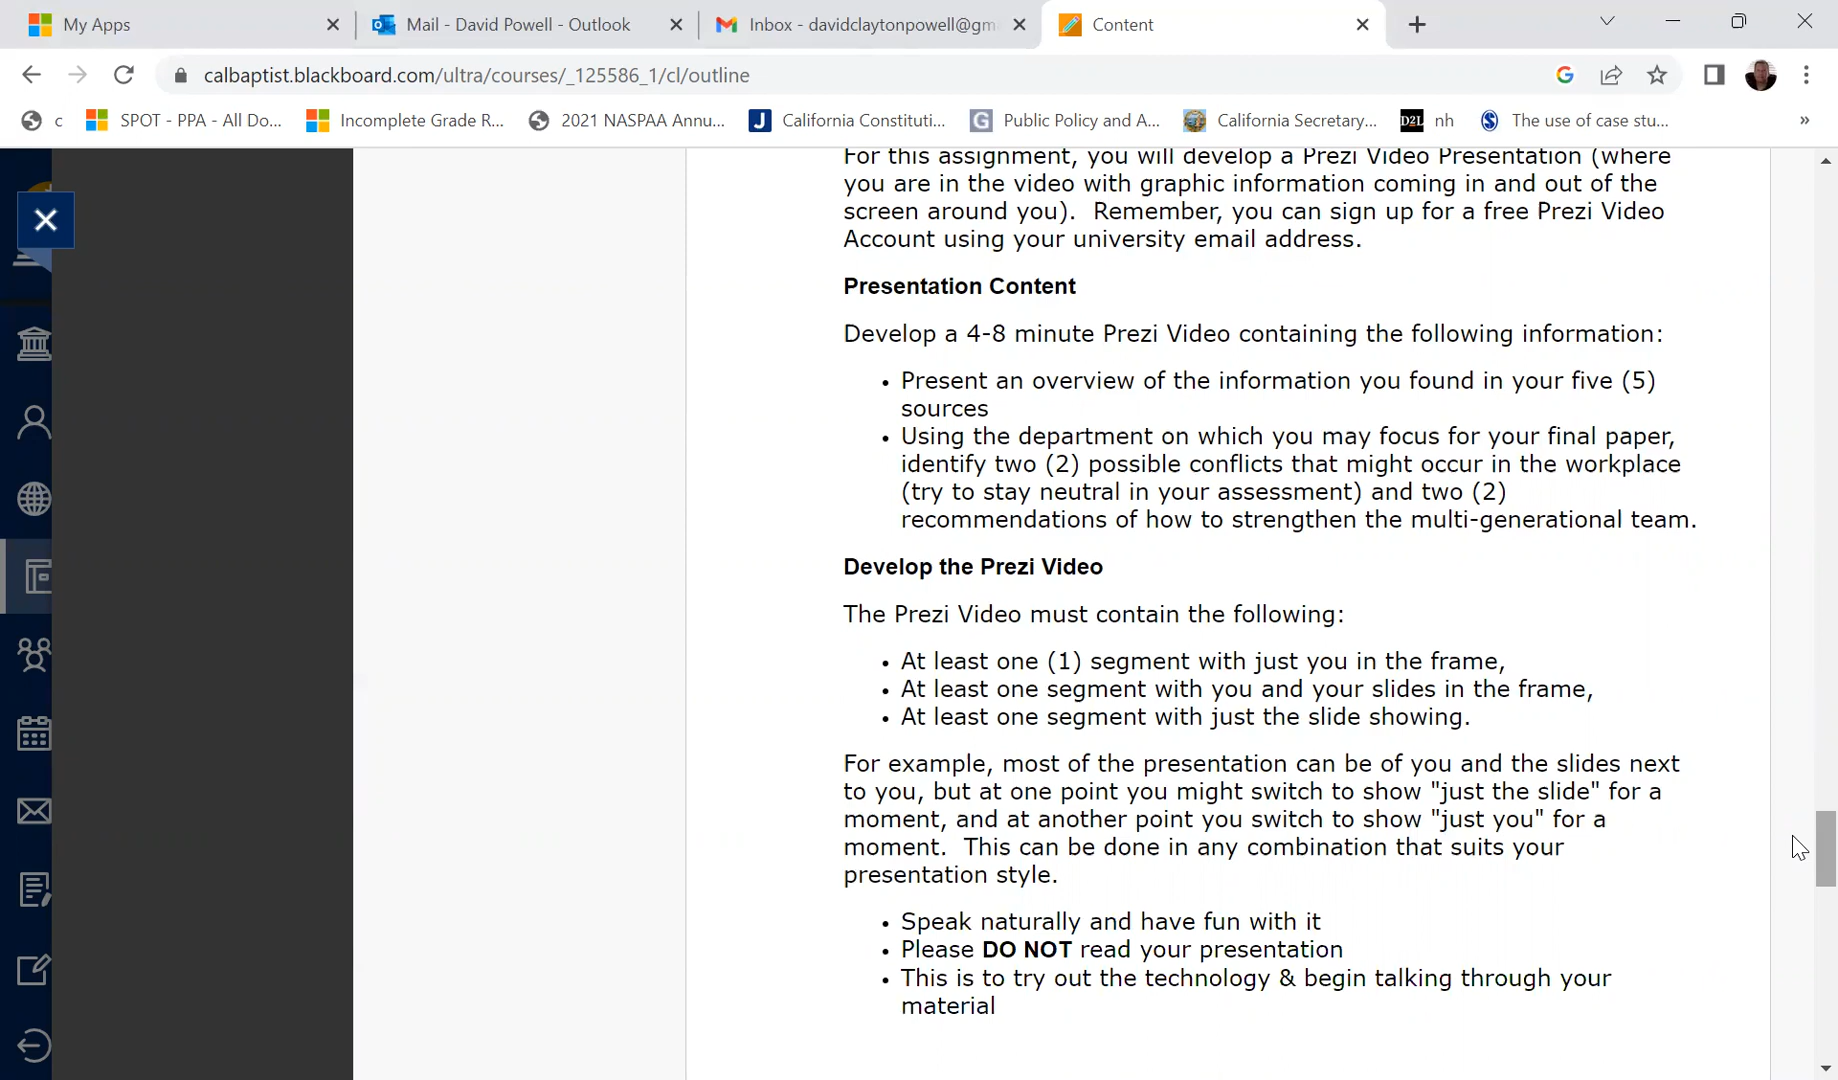 My Apps
Mail - David Powell - Outlook
Inbox - davidclaytonpowell@gm
Content
calbaptist.blackboard.com/ultra/courses/_125586_1/cl/outline
c
SPOT - PPA - All Do...
Incomplete Grade R...
2021 NASPAA Annu...
J
California Constituti...
G
Public Policy and A...
California Secretary...
D2L
nh
S
The use of case stu...
»
For this assignment, you will develop a Prezi Video Presentation (where
you are in the video with graphic information coming in and out of the
screen around you).  Remember, you can sign up for a free Prezi Video
Account using your university email address.
Presentation Content
Develop a 4-8 minute Prezi Video containing the following information:
• Present an overview of the information you found in your five (5)
sources
• Using the department on which you may focus for your final paper,
identify two (2) possible conflicts that might occur in the workplace
(try to stay neutral in your assessment) and two (2)
recommendations of how to strengthen the multi-generational team.
Develop the Prezi Video
The Prezi Video must contain the following:
• At least one (1) segment with just you in the frame,
• At least one segment with you and your slides in the frame,
• At least one segment with just the slide showing.
For example, most of the presentation can be of you and the slides next
to you, but at one point you might switch to show "just the slide" for a
moment, and at another point you switch to show "just you" for a
moment.  This can be done in any combination that suits your
presentation style.
• Speak naturally and have fun with it
• Please DO NOT read your presentation
• This is to try out the technology & begin talking through your
material